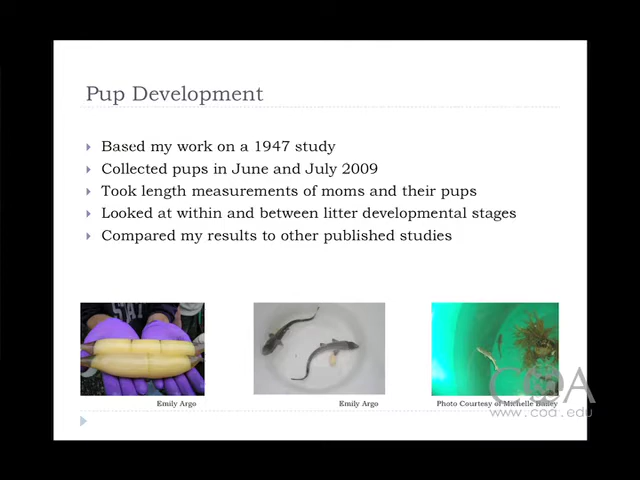 Pup Development
Based my work on a 1947 study
Collected pups in June and July 2009
Took length measurements of moms and their pups
Looked at within and between litter developmental stages
Compared my results to other published studies
Emily Argo
Emily Argo
Photo Courtesy of Michelle Bailey
COA
www.coa.edu